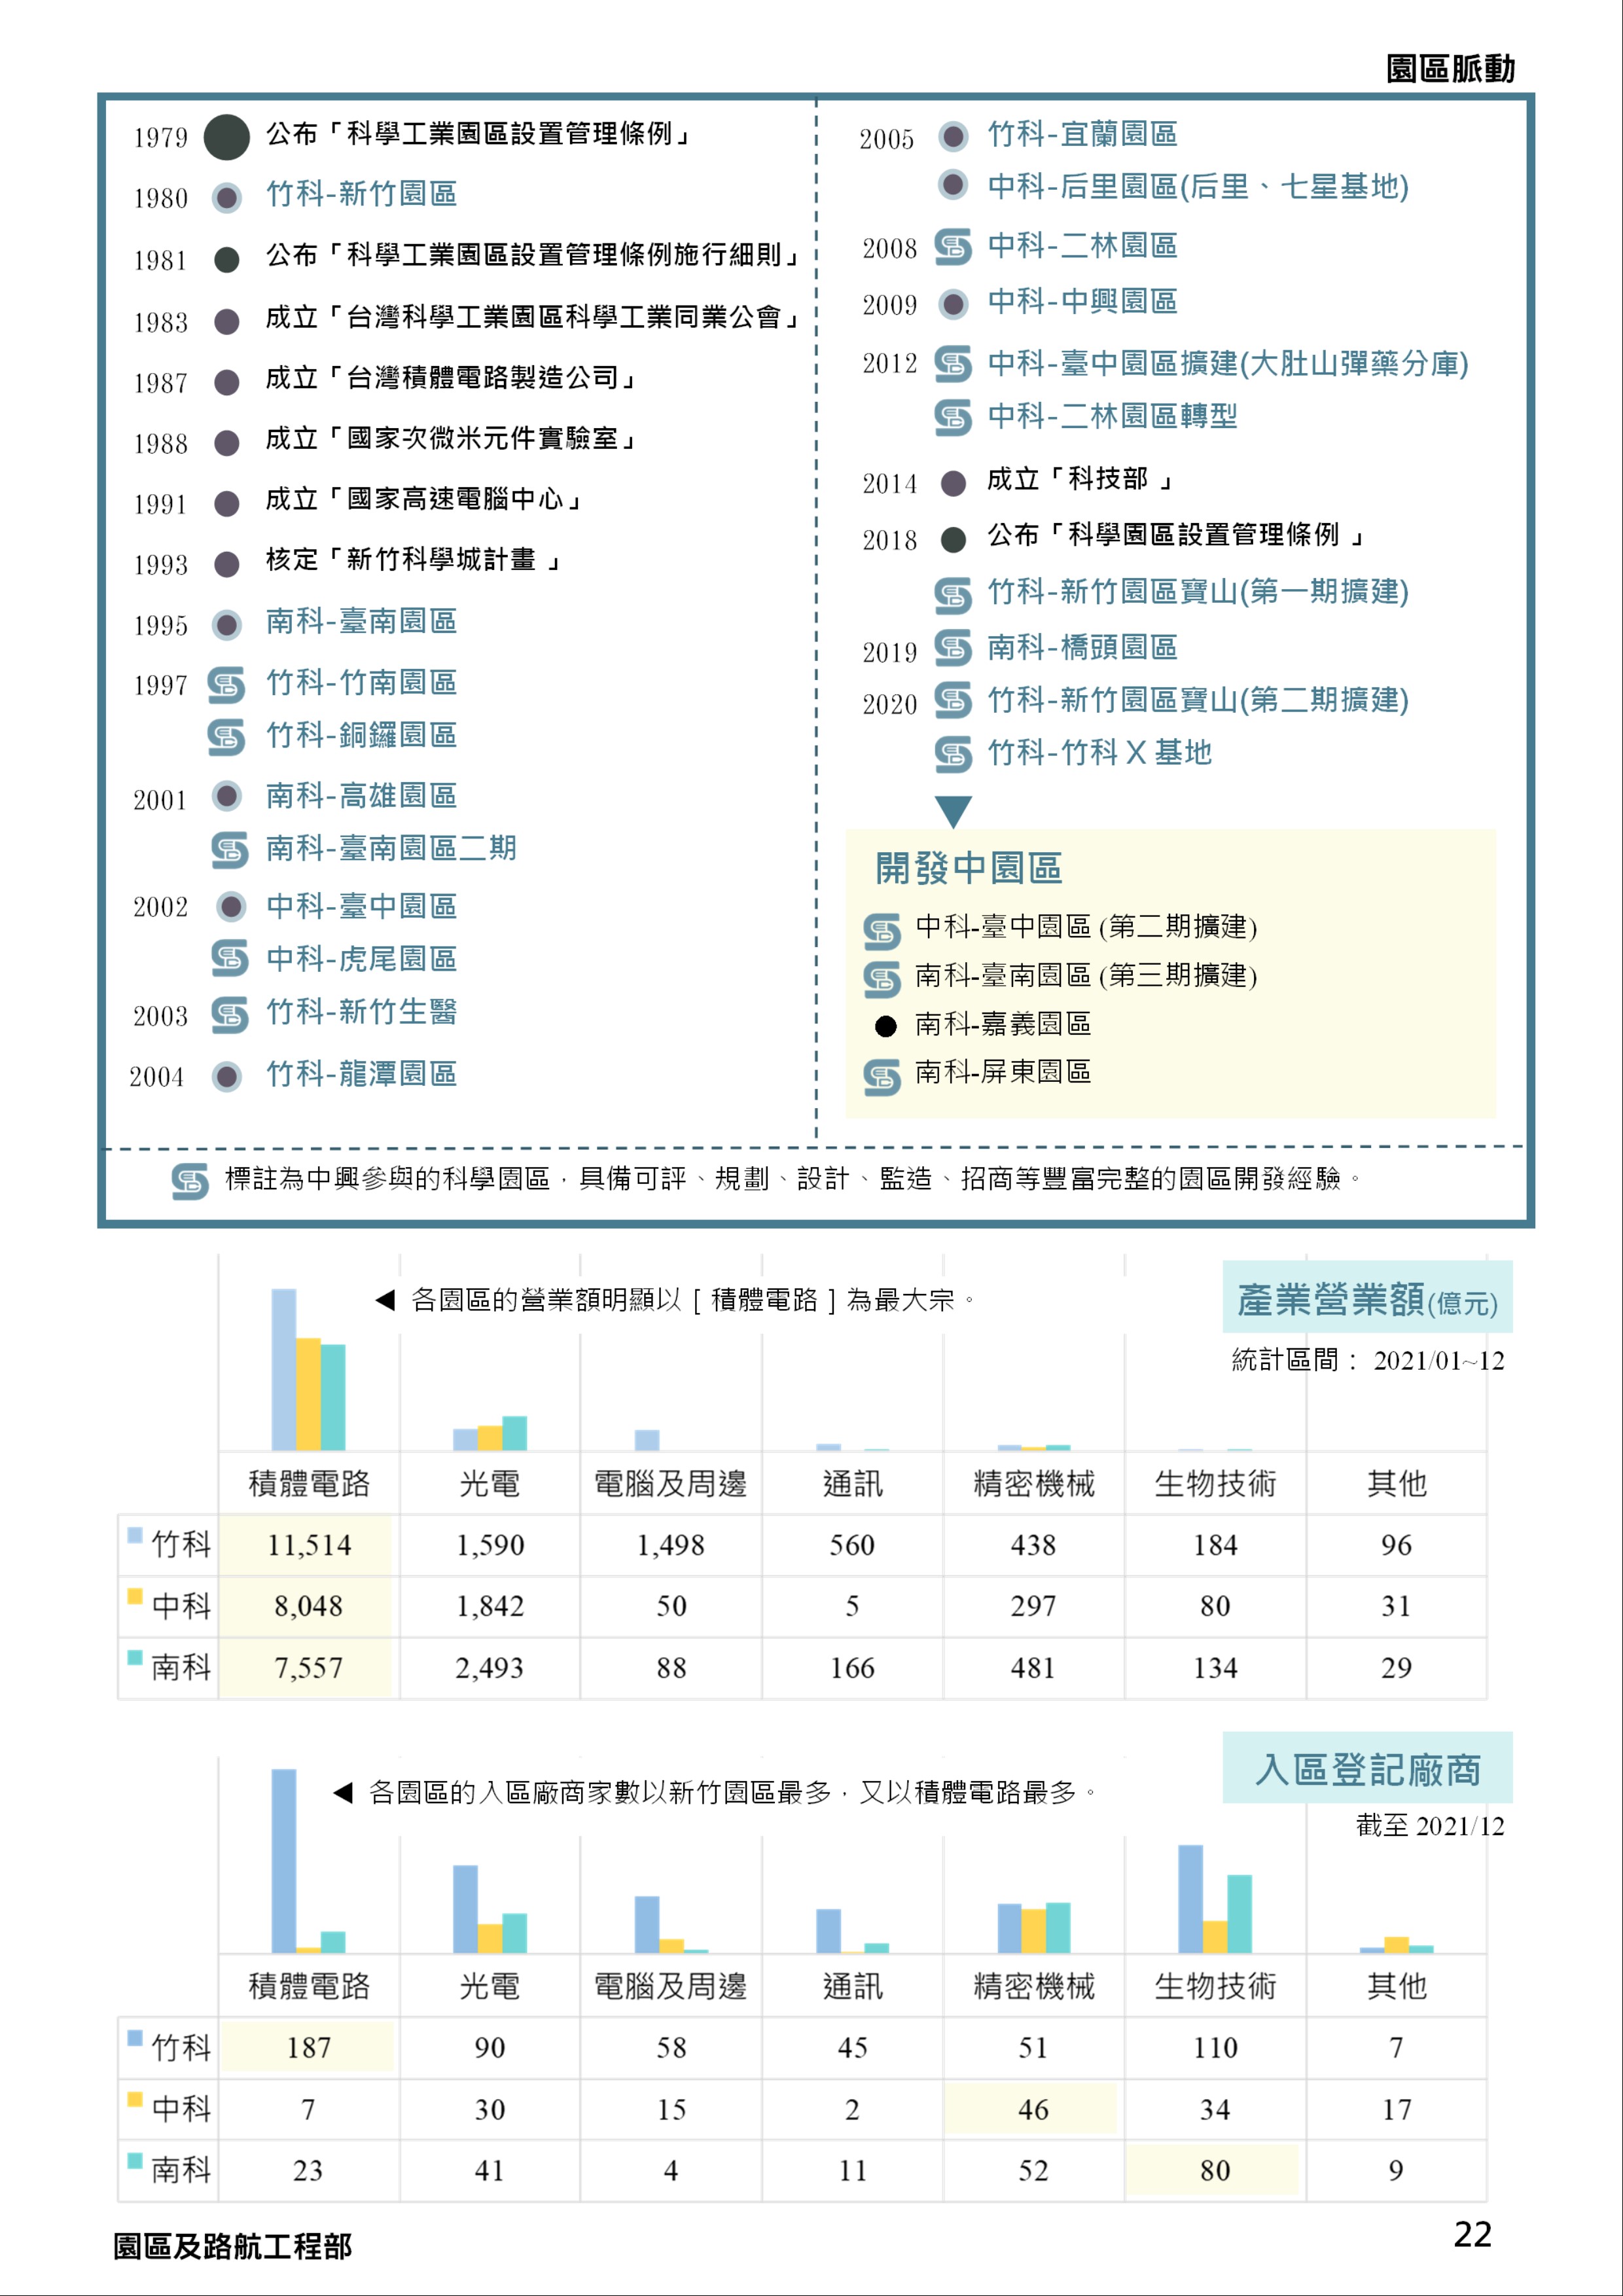 園區脈動
1979 公布「科學工業園區設置管理條例」
1980 竹科-新竹園區
1981 公布「科學工業園區設置管理條例施行細則」
1983 成立「台灣科學工業園區科學工業同業公會」
1987 成立「台灣積體電路製造公司」
1988 成立「國家次微米元件實驗室」
1991 成立「國家高速電腦中心」
1993 核定「新竹科學城計畫 」
1995 南科-臺南園區
1997 竹科-竹南園區
竹科-銅鑼園區
2001 南科-高雄園區
南科-臺南園區二期
2002 中科-臺中園區
中科-虎尾園區
2003 竹科-新竹生醫
2004 竹科-龍潭園區
2005 竹科-宜蘭園區
中科-后里園區(后里、七星基地)
2008 中科-二林園區
2009 中科-中興園區
2012 中科-臺中園區擴建(大肚山彈藥分庫)
中科-二林園區轉型
2014 成立「科技部 」
2018 公布「科學園區設置管理條例 」
竹科-新竹園區寶山(第一期擴建)
2019 南科-橋頭園區
2020 竹科-新竹園區寶山(第二期擴建)
竹科-竹科 X 基地
開發中園區
中科-臺中園區 (第二期擴建)
南科-臺南園區 (第三期擴建)
南科-嘉義園區
南科-屏東園區
標註為中興參與的科學園區，具備可評、規劃、設計、監造、招商等豐富完整的園區開發經驗。
◀ 各園區的營業額明顯以 [ 積體電路 ] 為最大宗。
產業營業額(億元)
統計區間： 2021/01~12
積體電路 光電 電腦及周邊 通訊 精密機械 生物技術 其他
竹科 11,514 1,590 1,498 560 438 184 96
中科 8,048 1,842 50 5 297 80 31
南科 7,557 2,493 88 166 481 134 29
入區登記廠商
◀ 各園區的入區廠商家數以新竹園區最多，又以積體電路最多。
截至 2021/12
積體電路 光電 電腦及周邊 通訊 精密機械 生物技術 其他
竹科 187 90 58 45 51 110 7
中科 7 30 15 2 46 34 17
南科 23 41 4 11 52 80 9
園區及路航工程部
22